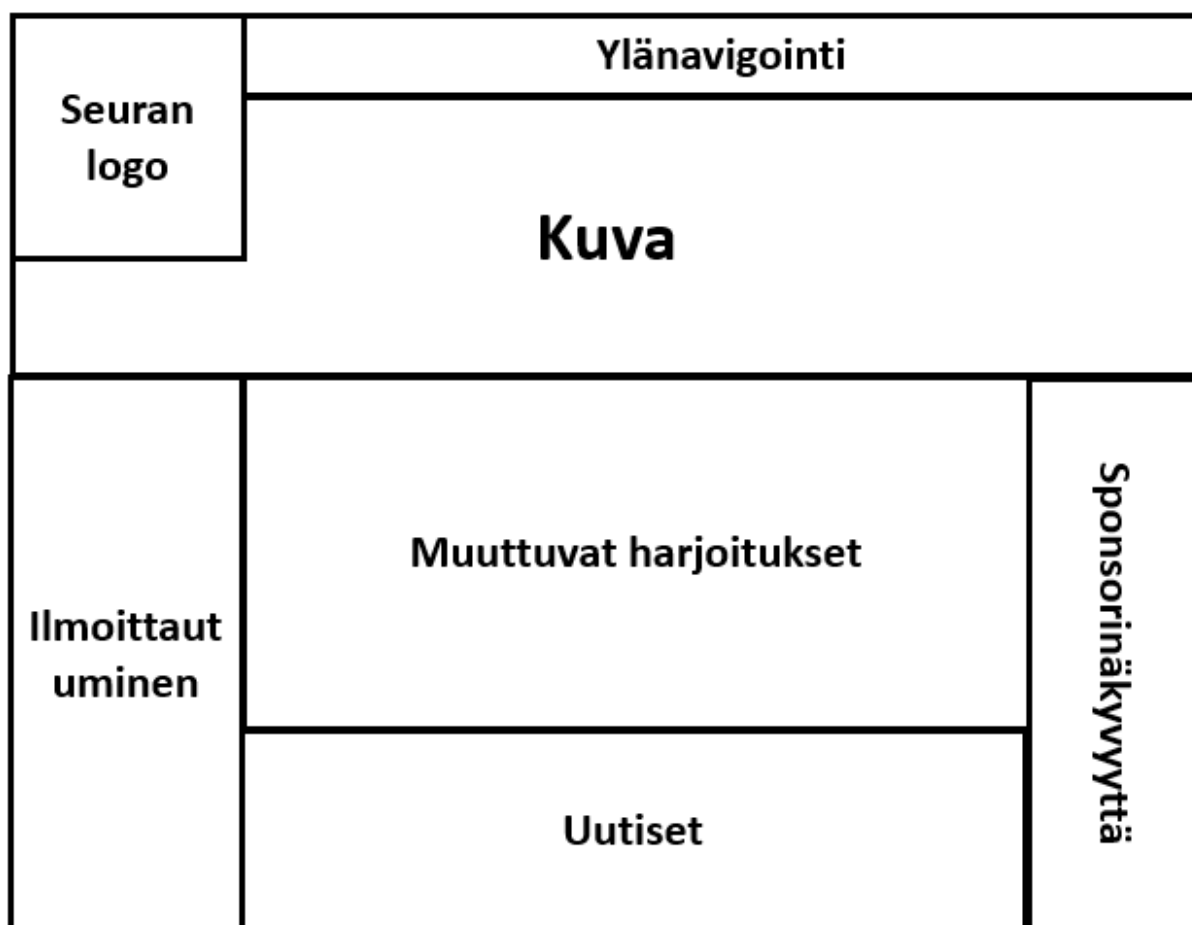 Ylänavigointi
Seuran
logo
Kuva
Muuttuvat harjoitukset
Ilmoittaut
uminen
Sponsorinäkyvyyttä
Uutiset